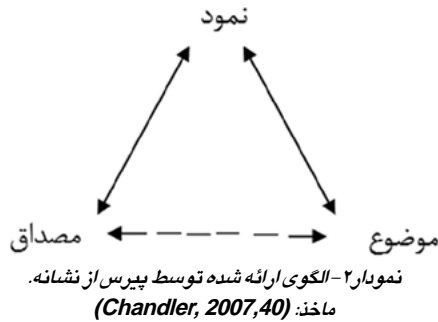 نمود
موضوع
مصداق
نمودار۲-الگوی ارائه شده توسط پیرس از نشانه.
ماخذ: (Chandler, 2007,40)